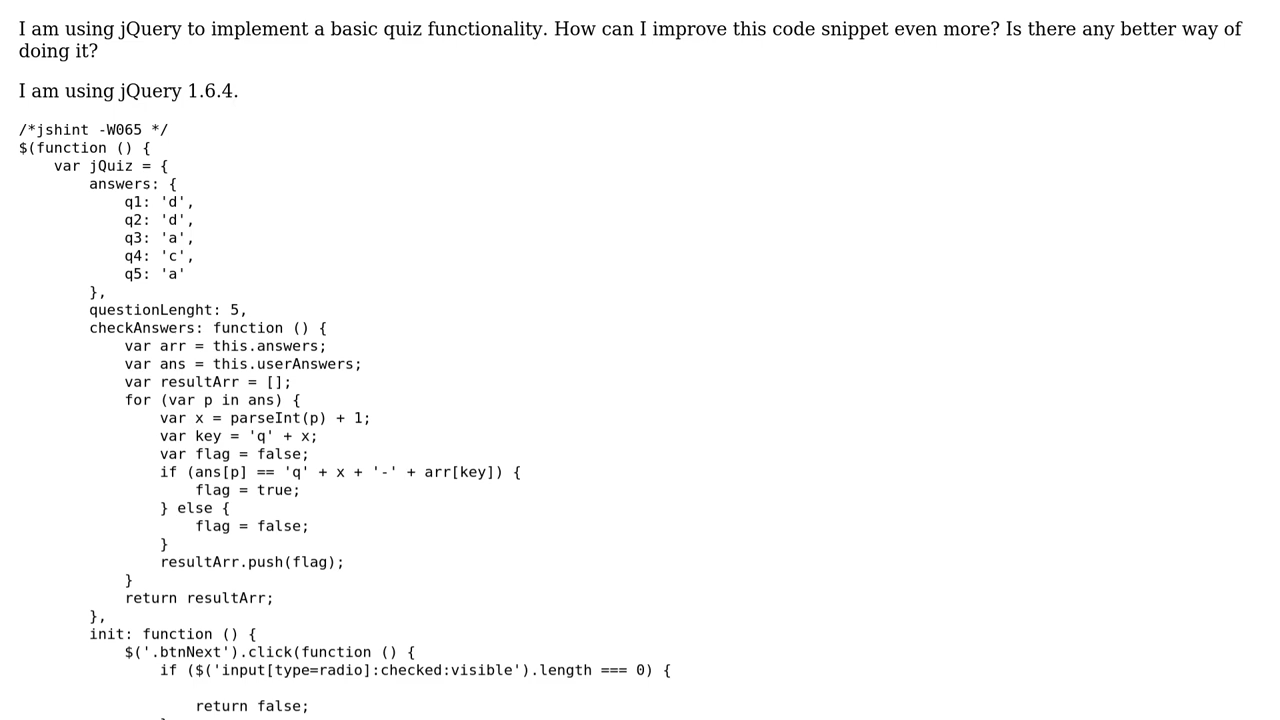 I am using jQuery to implement a basic quiz functionality. How can I improve this code snippet even more? Is there any better way of
doing it?
I am using jQuery 1.6.4.
/*jshint -W065 */
$(function () {
    var jQuiz = {
        answers: {
            q1: 'd',
            q2: 'd',
            q3: 'a',
            q4: 'c',
            q5: 'a'
        },
        questionLenght: 5,
        checkAnswers: function () {
            var arr = this.answers;
            var ans = this.userAnswers;
            var resultArr = [];
            for (var p in ans) {
                var x = parseInt(p) + 1;
                var key = 'q' + x;
                var flag = false;
                if (ans[p] == 'q' + x + '-' + arr[key]) {
                    flag = true;
                } else {
                    flag = false;
                }
                resultArr.push(flag);
            }
            return resultArr;
        },
        init: function () {
            $('.btnNext').click(function () {
                if ($('input[type=radio]:checked:visible').length === 0) {
                    return false;